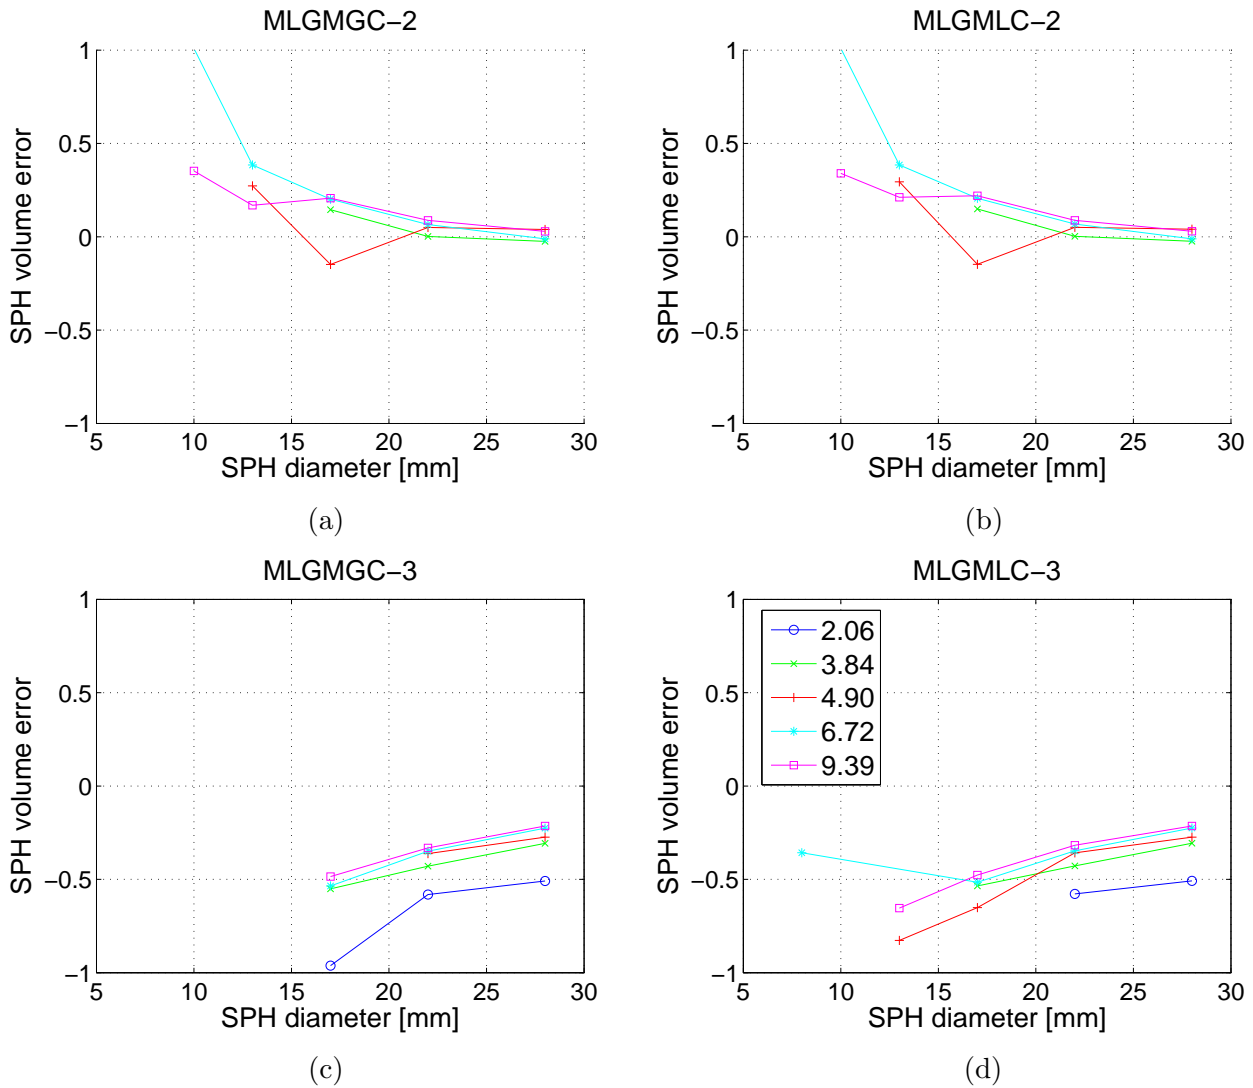 MLGMGC−2
1
0.5
0
−0.5
−1
5 10 15 20 25 30
SPH volume error
SPH diameter [mm]
(a)
MLGMLC−2
1
0.5
0
−0.5
−1
5 10 15 20 25 30
SPH volume error
SPH diameter [mm]
(b)
MLGMGC−3
1
0.5
0
−0.5
−1
5 10 15 20 25 30
SPH volume error
SPH diameter [mm]
(c)
MLGMLC−3
1
0.5
0
−0.5
−1
5 10 15 20 25 30
SPH volume error
SPH diameter [mm]
2.06
3.84
4.90
6.72
9.39
(d)